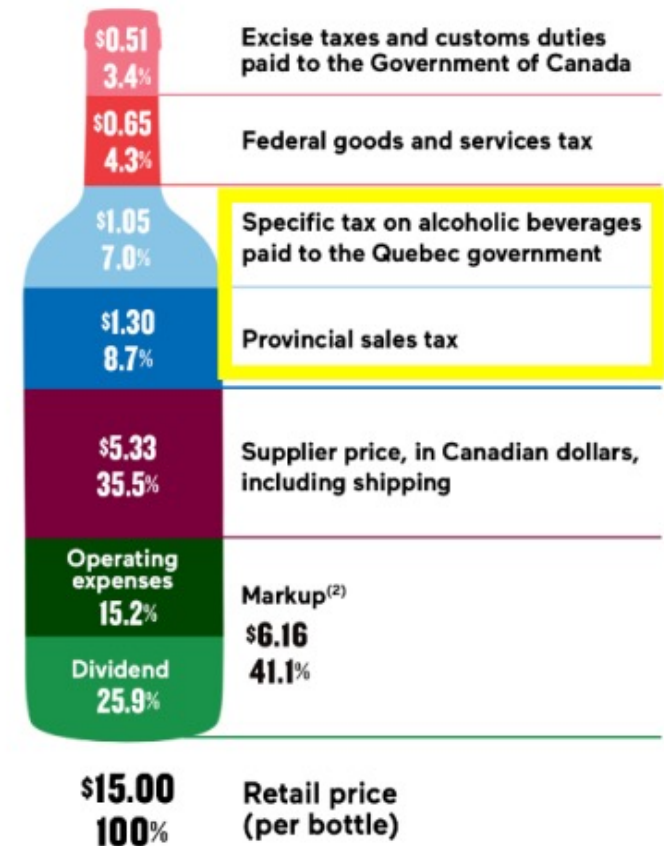 $0.51
3.4%
Excise taxes and customs duties
paid to the Government of Canada
$0.65
4.3%
Federal goods and services tax
$1.05
7.0%
Specific tax on alcoholic beverages
paid to the Quebec government
$1.30
8.7%
Provincial sales tax
$5.33
35.5%
Supplier price, in Canadian dollars,
including shipping
Operating
expenses
15.2%
Dividend
25.9%
Markup(2)
$6.16
41.1%
$15.00
100%
Retail price
(per bottle)